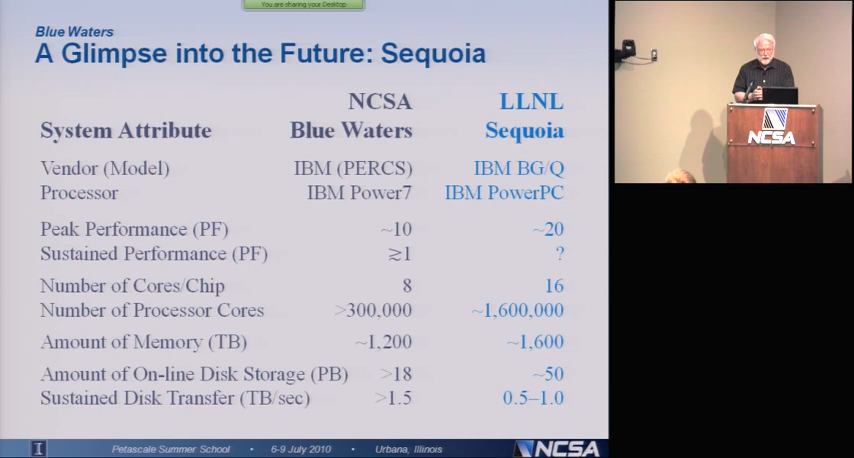 You are sharing your Desktop
Blue Waters
A Glimpse into the Future: Sequoia
NCSA LLNL
System Attribute Blue Waters Sequoia
Vendor (Model) IBM (PERCS) IBM BG/Q
Processor IBM Power7 IBM PowerPC
Peak Performance (PF) ~10 ~20
Sustained Performance (PF) ≳1 ?
Number of Cores/Chip 8 16
Number of Processor Cores >300,000 ~1,600,000
Amount of Memory (TB) ~1,200 ~1,600
Amount of On-line Disk Storage (PB) >18 ~50
Sustained Disk Transfer (TB/sec) >1.5 0.5–1.0
I Petascale Summer School • 6-9 July 2010 • Urbana, Illinois NCSA
NCSA